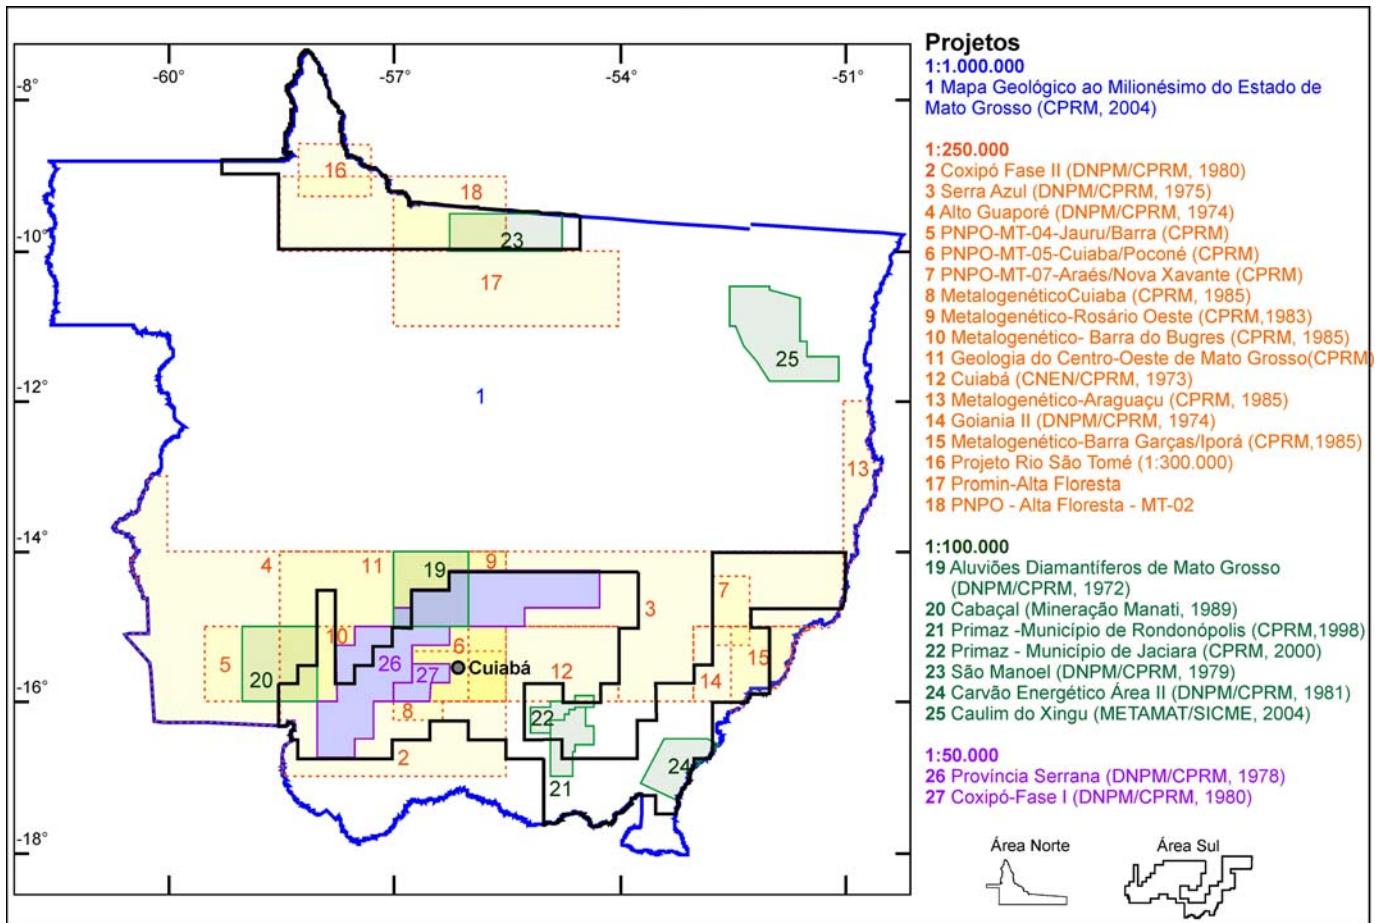 -60°
-57°
-54°
-51°
-8°
-10°
-12°
-14°
-16°
-18°
16
18
23
17
25
1
13
4
11
19
9
7
3
10
6
5
26
27
Cuiabá
12
15
20
14
8
22
2
24
21
Projetos
1:1.000.000
1 Mapa Geológico ao Milionésimo do Estado de
Mato Grosso (CPRM, 2004)
1:250.000
2 Coxipó Fase II (DNPM/CPRM, 1980)
3 Serra Azul (DNPM/CPRM, 1975)
4 Alto Guaporé (DNPM/CPRM, 1974)
5 PNPO-MT-04-Jauru/Barra (CPRM)
6 PNPO-MT-05-Cuiaba/Poconé (CPRM)
7 PNPO-MT-07-Araés/Nova Xavante (CPRM)
8 MetalogenéticoCuiaba (CPRM, 1985)
9 Metalogenético-Rosário Oeste (CPRM,1983)
10 Metalogenético- Barra do Bugres (CPRM, 1985)
11 Geologia do Centro-Oeste de Mato Grosso(CPRM)
12 Cuiabá (CNEN/CPRM, 1973)
13 Metalogenético-Araguaçu (CPRM, 1985)
14 Goiania II (DNPM/CPRM, 1974)
15 Metalogenético-Barra Garças/Iporá (CPRM,1985)
16 Projeto Rio São Tomé (1:300.000)
17 Promin-Alta Floresta
18 PNPO - Alta Floresta - MT-02
1:100.000
19 Aluviões Diamantíferos de Mato Grosso
(DNPM/CPRM, 1972)
20 Cabaçal (Mineração Manati, 1989)
21 Primaz -Município de Rondonópolis (CPRM,1998)
22 Primaz - Município de Jaciara (CPRM, 2000)
23 São Manoel (DNPM/CPRM, 1979)
24 Carvão Energético Área II (DNPM/CPRM, 1981)
25 Caulim do Xingu (METAMAT/SICME, 2004)
1:50.000
26 Província Serrana (DNPM/CPRM, 1978)
27 Coxipó-Fase I (DNPM/CPRM, 1980)
Área Norte
Área Sul